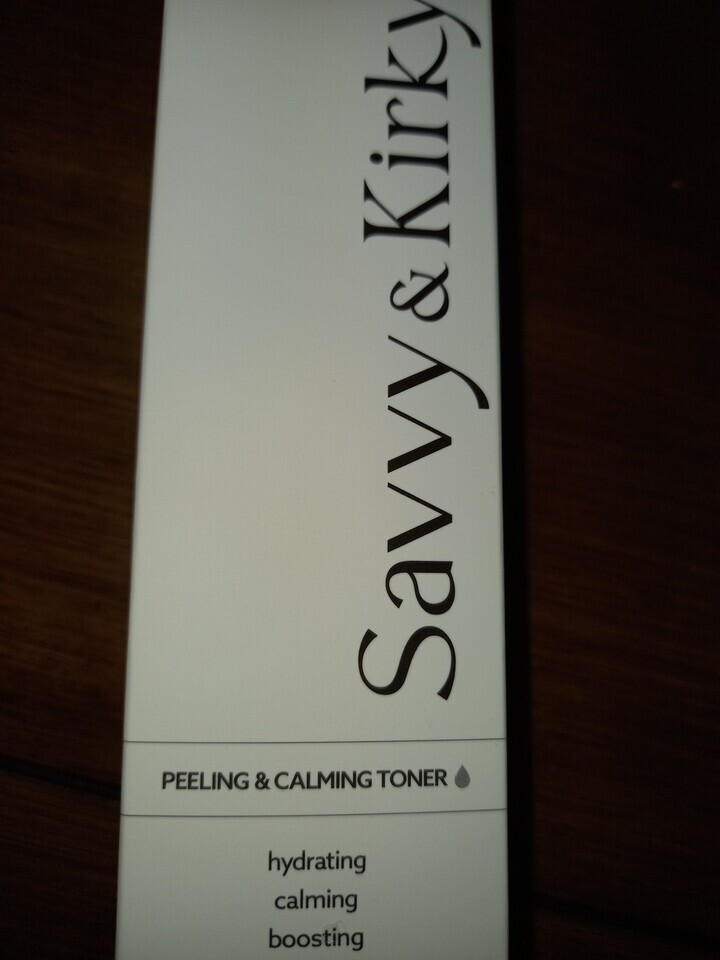 Savvy & Kirky
PEELING & CALMING TONER
hydrating
calming
boosting